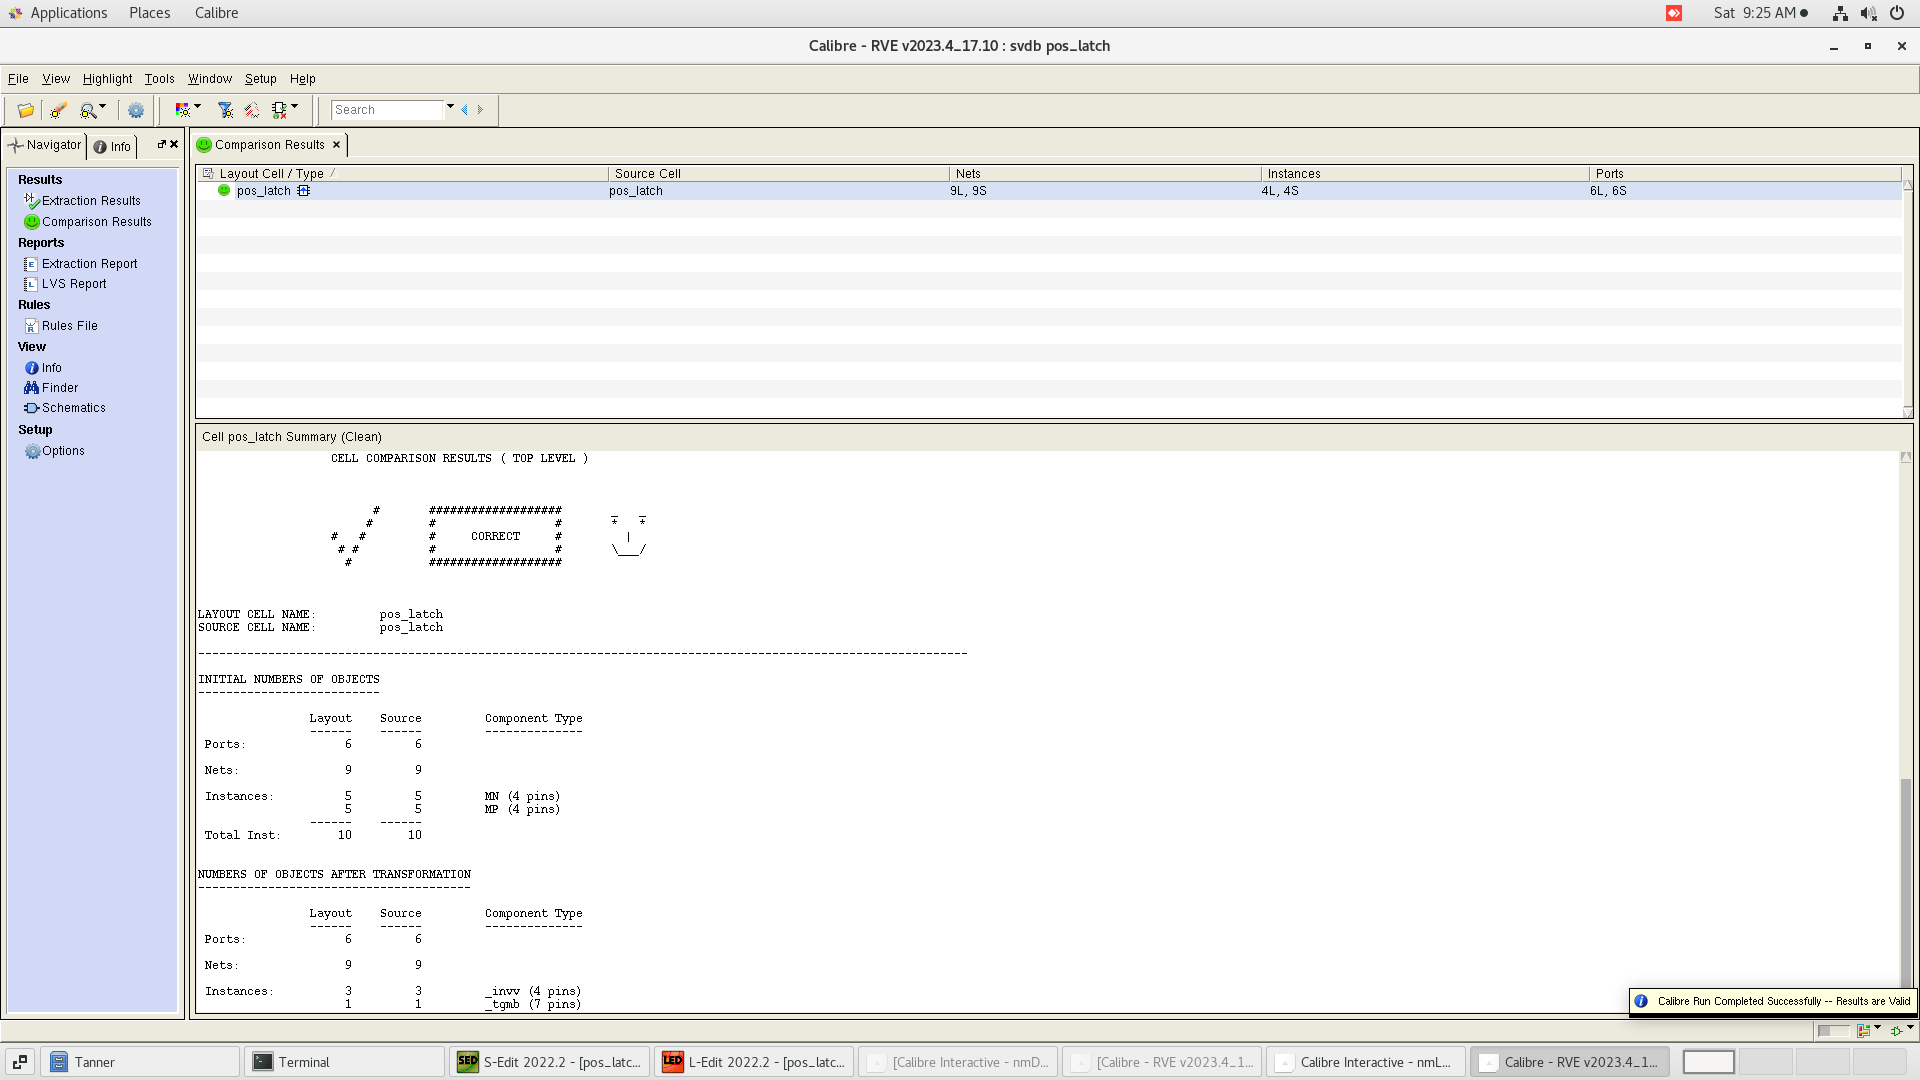 Applications Places Calibre Sat 9:25 AM
Calibre - RVE v2023.4_17.10 : svdb pos_latch
File View Highlight Tools Window Setup Help
Search
Navigator Info
Comparison Results
Results
Extraction Results
Comparison Results
Reports
Extraction Report
LVS Report
Rules
Rules File
View
Info
Finder
Schematics
Setup
Options
Layout Cell / Type Source Cell Nets Instances Ports
pos_latch pos_latch 9L, 9S 4L, 4S 6L, 6S
Cell pos_latch Summary (Clean)
CELL COMPARISON RESULTS ( TOP LEVEL )
# ################### _ _
# # # * *
# # # CORRECT # |
# # # # \___/
# ###################
LAYOUT CELL NAME: pos_latch
SOURCE CELL NAME: pos_latch
--------------------------------------------------------------------------------------------------------------
INITIAL NUMBERS OF OBJECTS
--------------------------
Layout Source Component Type
------ ------ --------------
Ports: 6 6
Nets: 9 9
Instances: 5 5 MN (4 pins)
5 5 MP (4 pins)
------ ------
Total Inst: 10 10
NUMBERS OF OBJECTS AFTER TRANSFORMATION
---------------------------------------
Layout Source Component Type
------ ------ --------------
Ports: 6 6
Nets: 9 9
Instances: 3 3 _invv (4 pins)
1 1 _tgmb (7 pins)
Calibre Run Completed Successfully -- Results are Valid
Tanner
Terminal
S-Edit 2022.2 - [pos_latc...
L-Edit 2022.2 - [pos_latc...
[Calibre Interactive - nmD...
[Calibre - RVE v2023.4_1...
Calibre Interactive - nmL...
Calibre - RVE v2023.4_1...